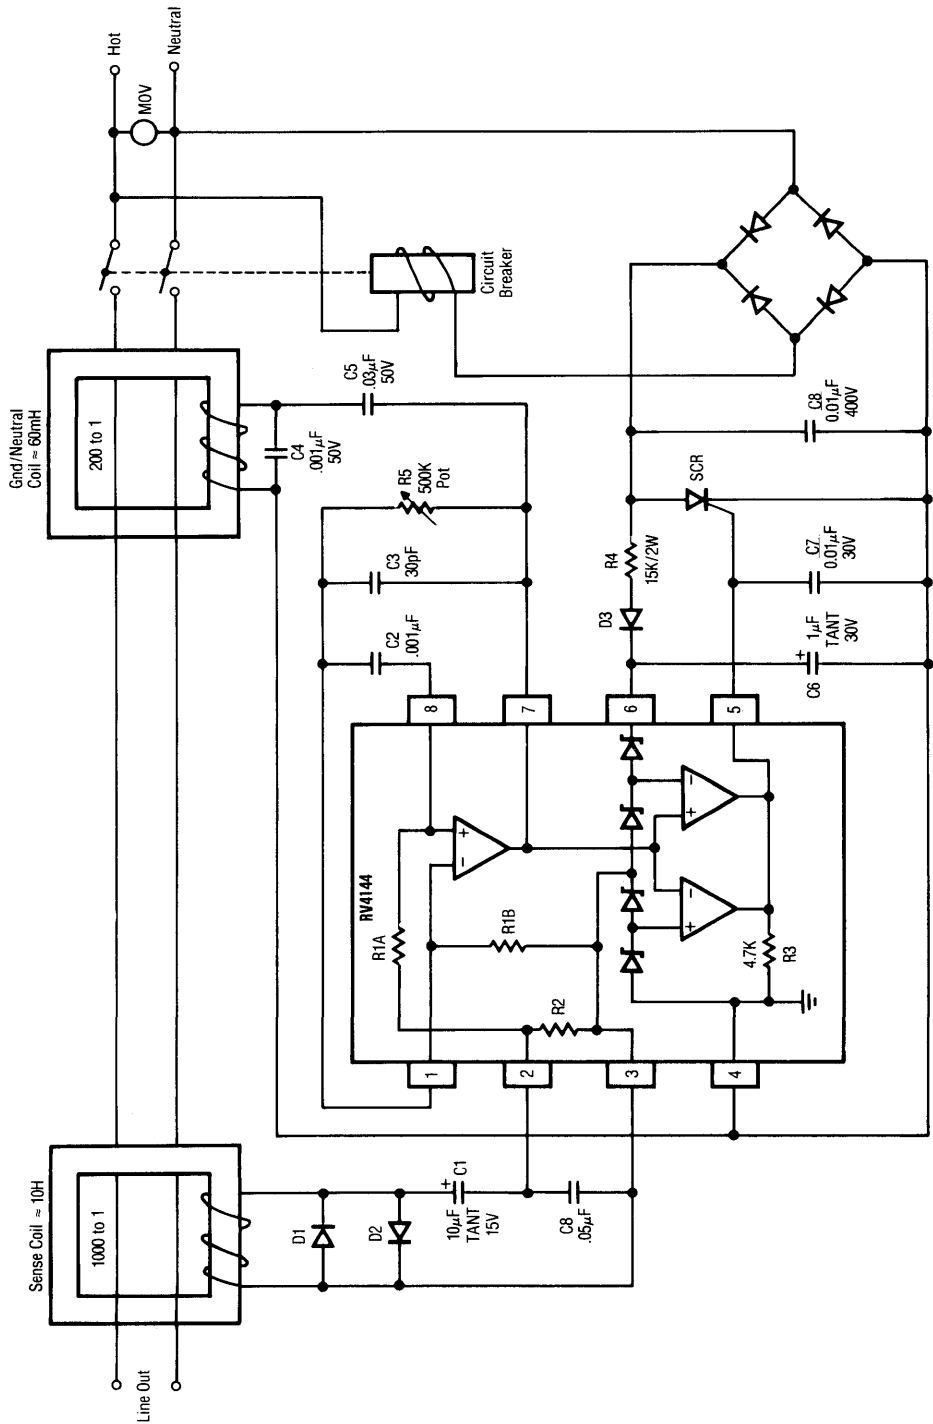 Sense Coil ≈ 10H
1000 to 1
Line Out
Gnd/Neutral
Coil ≈ 60mH
200 to 1
Hot
Neutral
MOV
Circuit
Breaker
D1
D2
+
10µF
TANT
15V
C1
C8
.05µF
C4
.001µF
50V
C5
.03µF
50V
R5
500K
Pot
C3
30pF
C2
.001µF
RV4144
R1A
R1B
R2
4.7K
R3
+
−
−
+
+
−
1
2
3
4
5
6
7
8
D3
R4
15K/2W
SCR
C6
+
1µF
TANT
30V
C7
0.01µF
30V
C8
0.01µF
400V